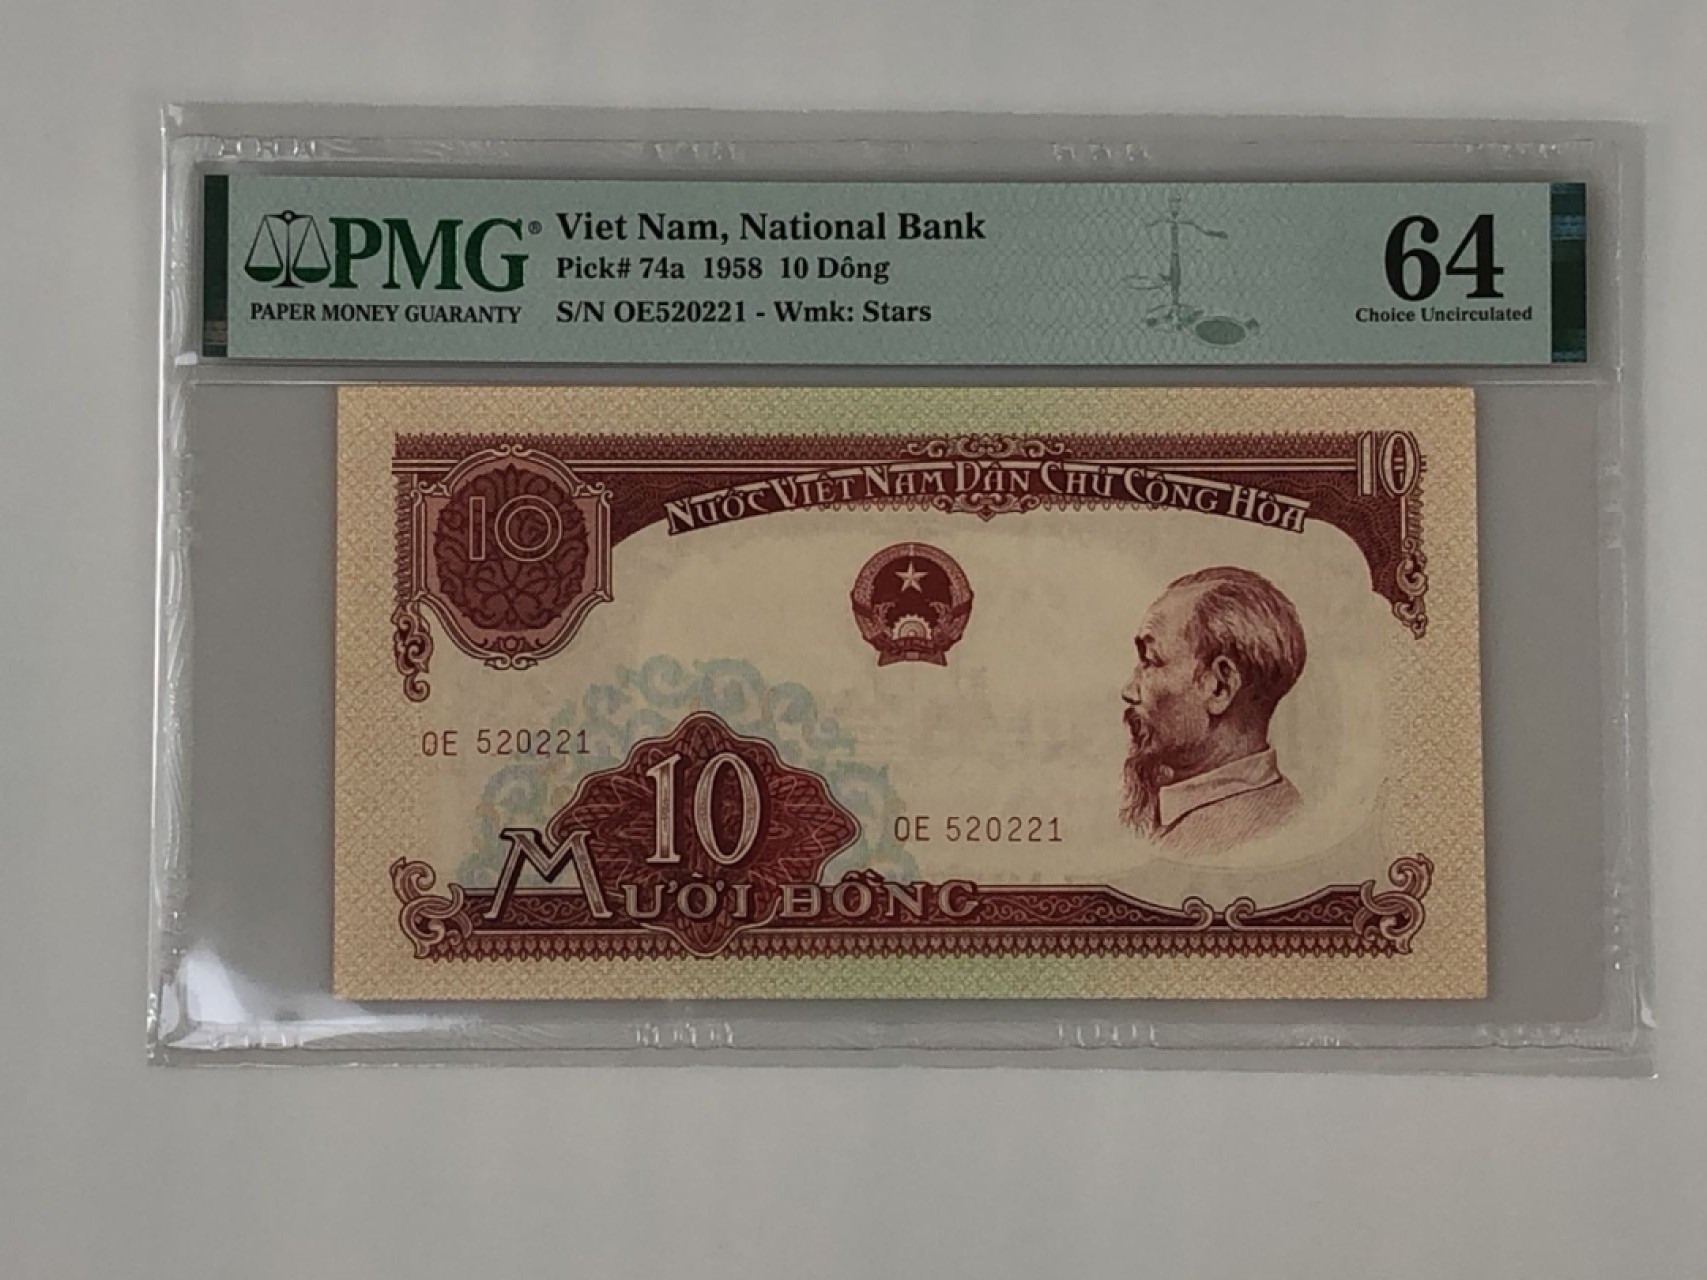 PMG®
PAPER MONEY GUARANTY
Viet Nam, National Bank
Pick# 74a 1958 10 Dông
S/N OE520221 - Wmk: Stars
64
Choice Uncirculated
10
NƯỚC VIỆT NAM DÂN CHỦ CỘNG HÒA
10
OE 520221
10
OE 520221
MƯỜI ĐỒNG